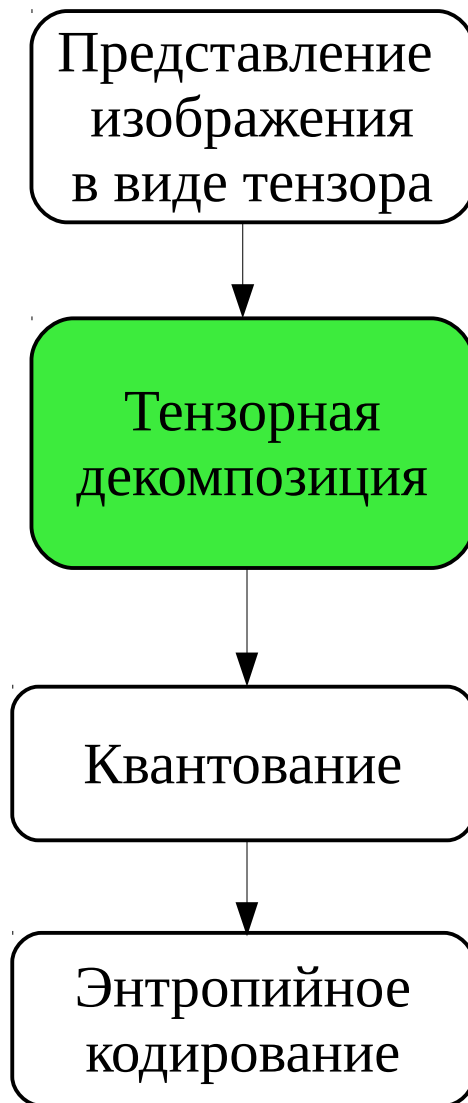 Представление
изображения
в виде тензора
Тензорная
декомпозиция
Квантование
Энтропийное
кодирование